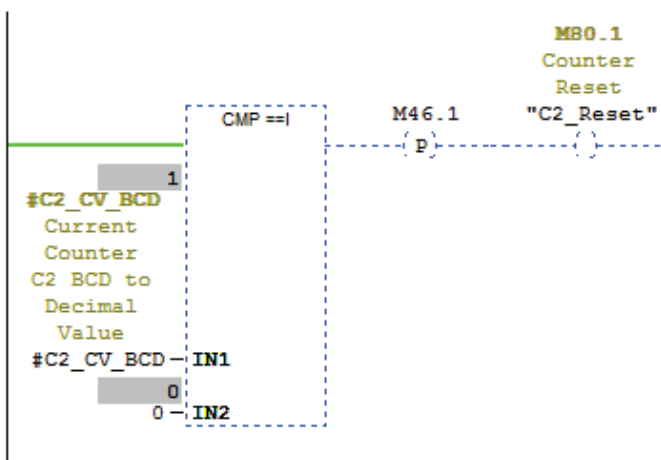 M80.1
Counter
Reset
CMP ==I
M46.1
"C2_Reset"
P
1
#C2_CV_BCD
Current
Counter
C2 BCD to
Decimal
Value
#C2_CV_BCD
IN1
0
0
IN2